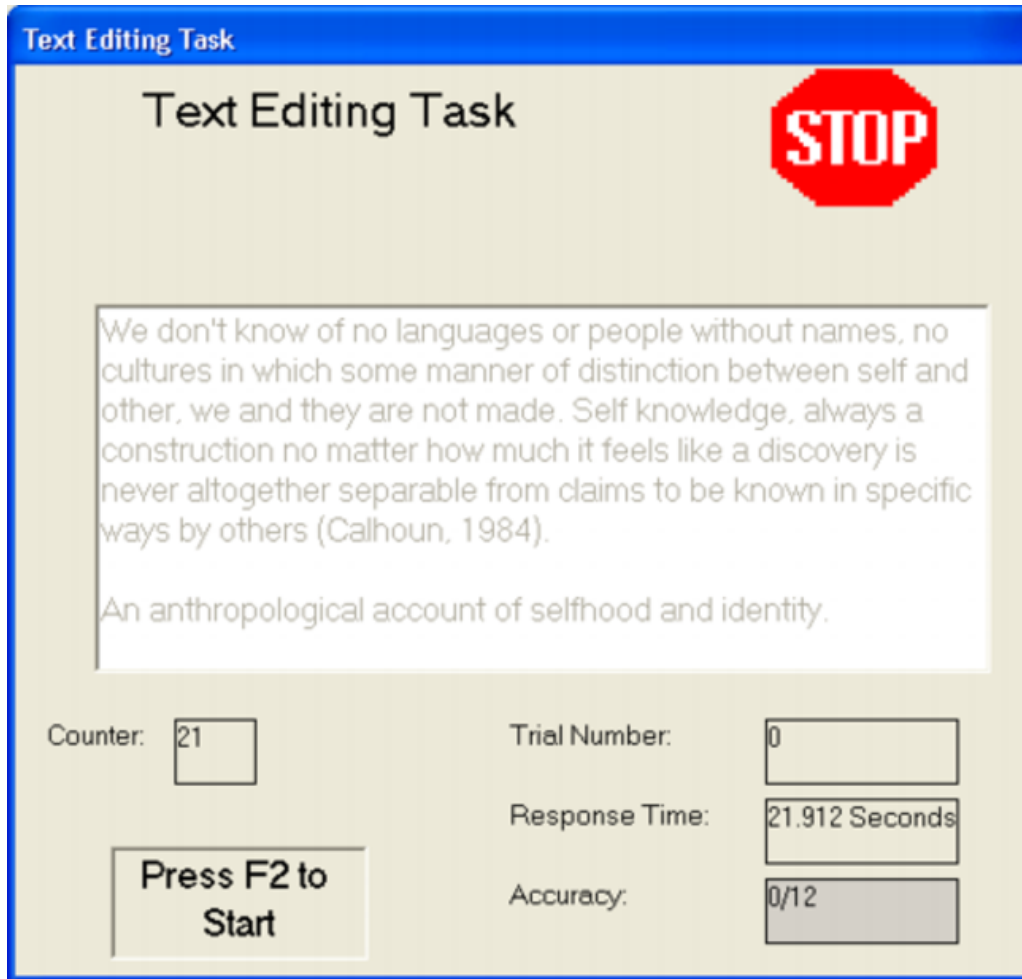 Text Editing Task
Text Editing Task
STOP
We don't know of no languages or people without names, no
cultures in which some manner of distinction between self and
other, we and they are not made. Self knowledge, always a
construction no matter how much it feels like a discovery is
never altogether separable from claims to be known in specific
ways by others (Calhoun, 1984).
An anthropological account of selfhood and identity.
Counter: 21
Trial Number: 0
Response Time: 21.912 Seconds
Accuracy: 0/12
Press F2 to
Start